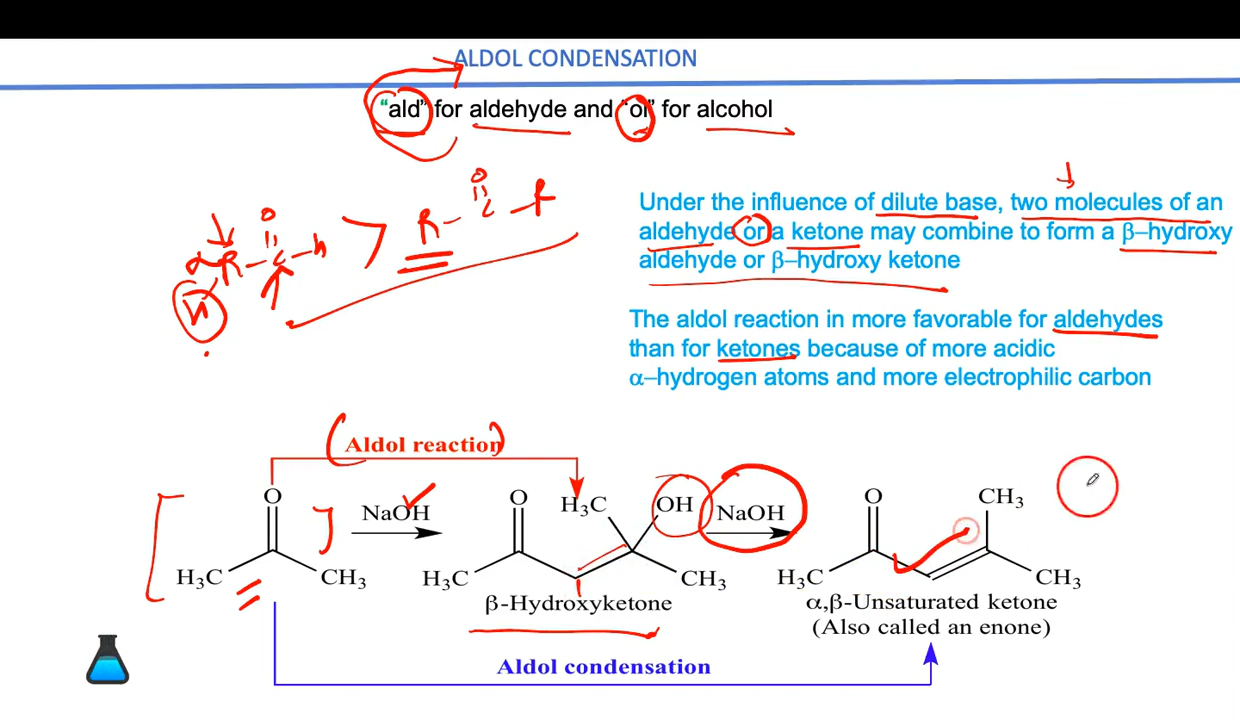 ALDOL CONDENSATION
“ald” for aldehyde and “ol” for alcohol
O
R-C-H > R-C-R
α
H
Under the influence of dilute base, two molecules of an
aldehyde or a ketone may combine to form a β–hydroxy
aldehyde or β–hydroxy ketone
The aldol reaction in more favorable for aldehydes
than for ketones because of more acidic
α–hydrogen atoms and more electrophilic carbon
Aldol reaction
O
H₃C
CH₃
NaOH
O
H₃C
H₃C
OH
CH₃
β-Hydroxyketone
NaOH
O
H₃C
CH₃
CH₃
α,β-Unsaturated ketone
(Also called an enone)
Aldol condensation